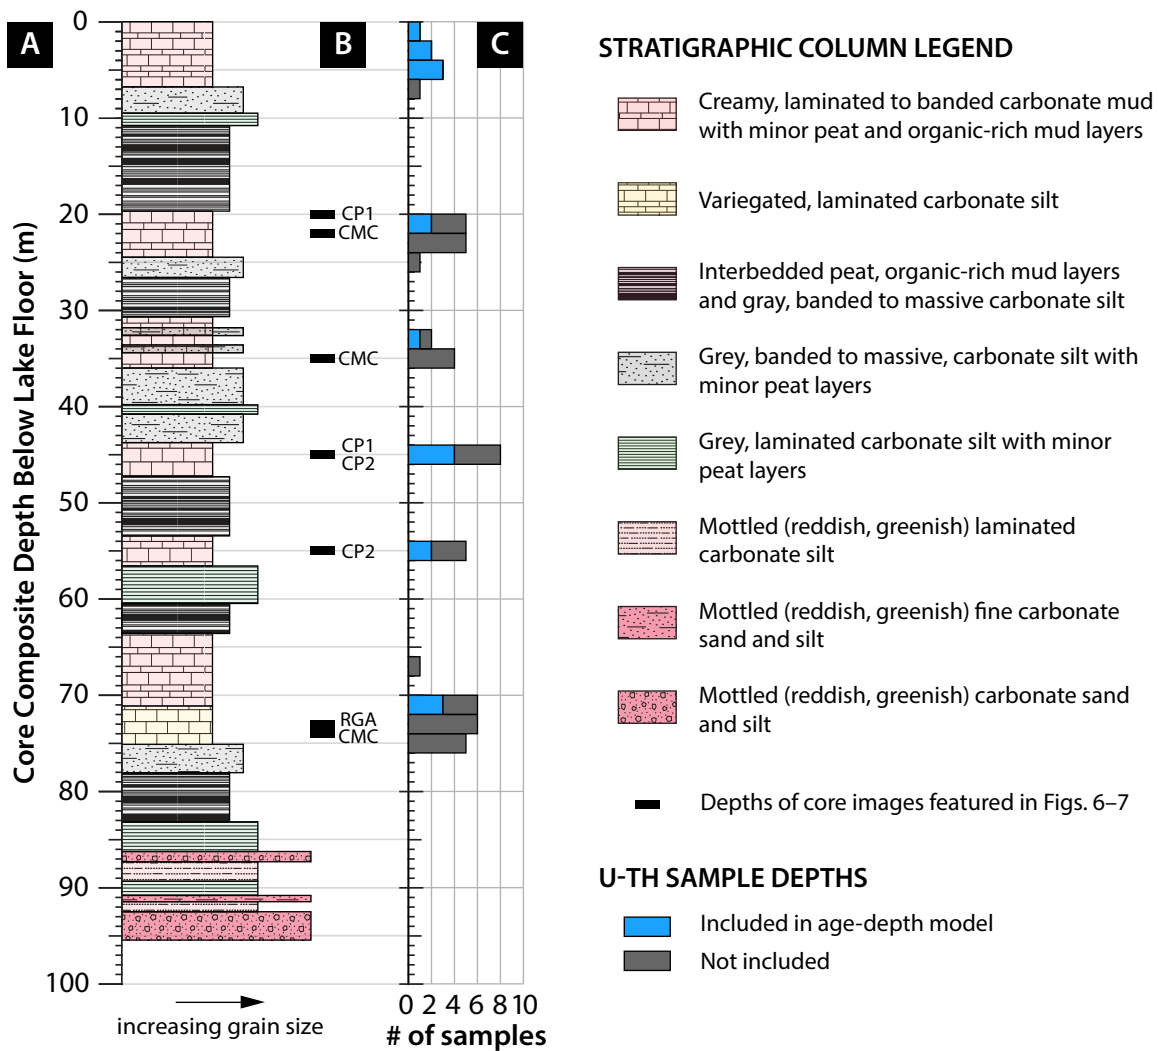 A
B
C
Core Composite Depth Below Lake Floor (m)
0
10
20
30
40
50
60
70
80
90
100
CP1
CMC
CMC
CP1
CP2
CP2
RGA
CMC
increasing grain size
0 2 4 6 8 10
# of samples
STRATIGRAPHIC COLUMN LEGEND
Creamy, laminated to banded carbonate mud
with minor peat and organic-rich mud layers
Variegated, laminated carbonate silt
Interbedded peat, organic-rich mud layers
and gray, banded to massive carbonate silt
Grey, banded to massive, carbonate silt with
minor peat layers
Grey, laminated carbonate silt with minor
peat layers
Mottled (reddish, greenish) laminated
carbonate silt
Mottled (reddish, greenish) fine carbonate
sand and silt
Mottled (reddish, greenish) carbonate sand
and silt
Depths of core images featured in Figs. 6–7
U-TH SAMPLE DEPTHS
Included in age-depth model
Not included